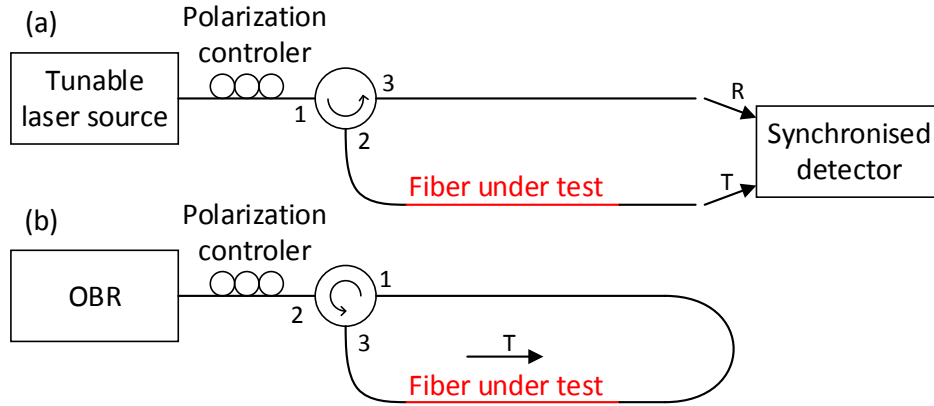 (a)
Polarization
controler
Tunable
laser source
1
3
2
R
Synchronised
detector
T
Fiber under test
(b)
Polarization
controler
OBR
2
1
3
T
Fiber under test